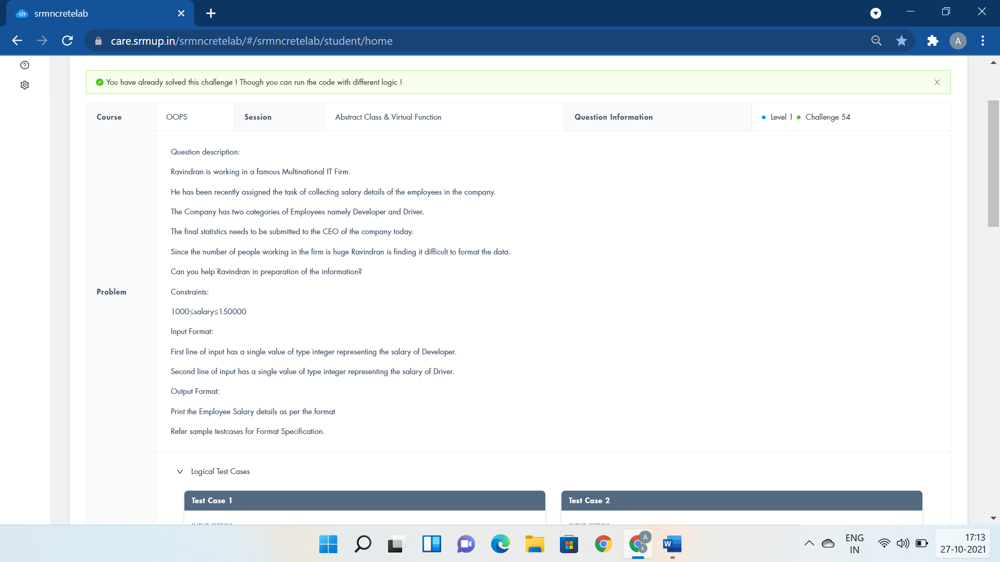 srmncretelab
care.srmup.in/srmncretelab/#/srmncretelab/student/home
A
You have already solved this challenge ! Though you can run the code with different logic !
Course
OOPS
Session
Abstract Class & Virtual Function
Question Information
Level 1
Challenge 54
Problem
Question description:
Ravindran is working in a famous Multinational IT Firm.
He has been recently assigned the task of collecting salary details of the employees in the company.
The Company has two categories of Employees namely Developer and Driver.
The final statistics needs to be submitted to the CEO of the company today.
Since the number of people working in the firm is huge Ravindran is finding it difficult to format the data.
Can you help Ravindran in preparation of the information?
Constraints:
1000≤salary≤150000
Input Format:
First line of input has a single value of type integer representing the salary of Developer.
Second line of input has a single value of type integer representing the salary of Driver.
Output Format:
Print the Employee Salary details as per the format
Refer sample testcases for Format Specification.
Logical Test Cases
Test Case 1
Test Case 2
A
A
W
ENG
IN
17:13
27-10-2021